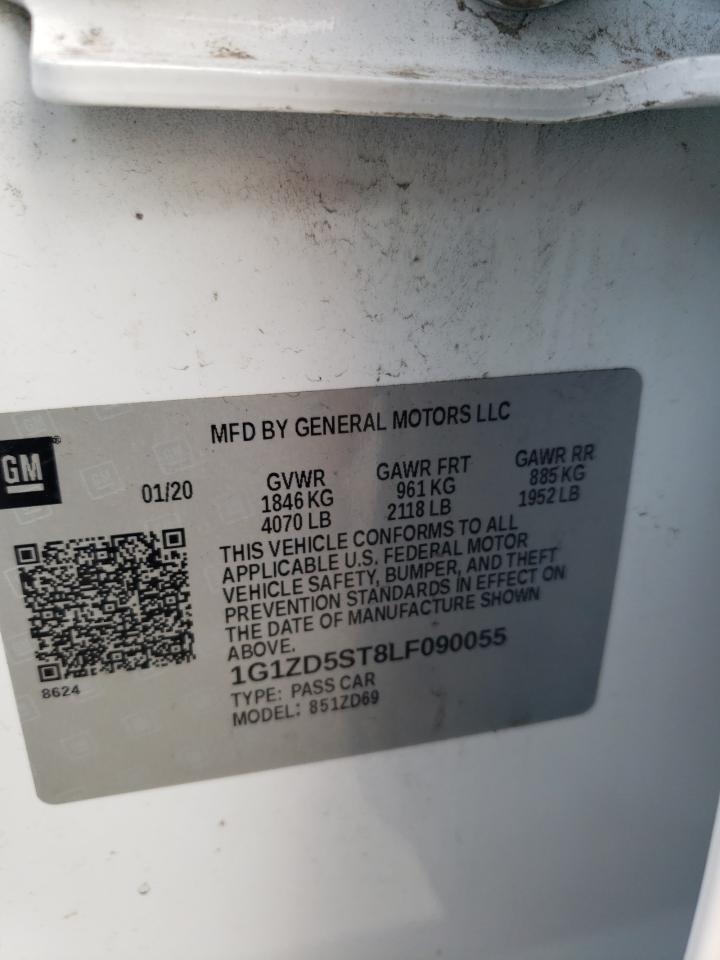 MFD BY GENERAL MOTORS LLC
GM®
01/20
GVWR
1846 KG
4070 LB
GAWR FRT
961 KG
2118 LB
GAWR RR
885 KG
1952 LB
THIS VEHICLE CONFORMS TO ALL
APPLICABLE U.S. FEDERAL MOTOR
VEHICLE SAFETY, BUMPER, AND THEFT
PREVENTION STANDARDS IN EFFECT ON
THE DATE OF MANUFACTURE SHOWN
ABOVE.
1G1ZD5ST8LF090055
TYPE: PASS CAR
MODEL: 851ZD69
8624